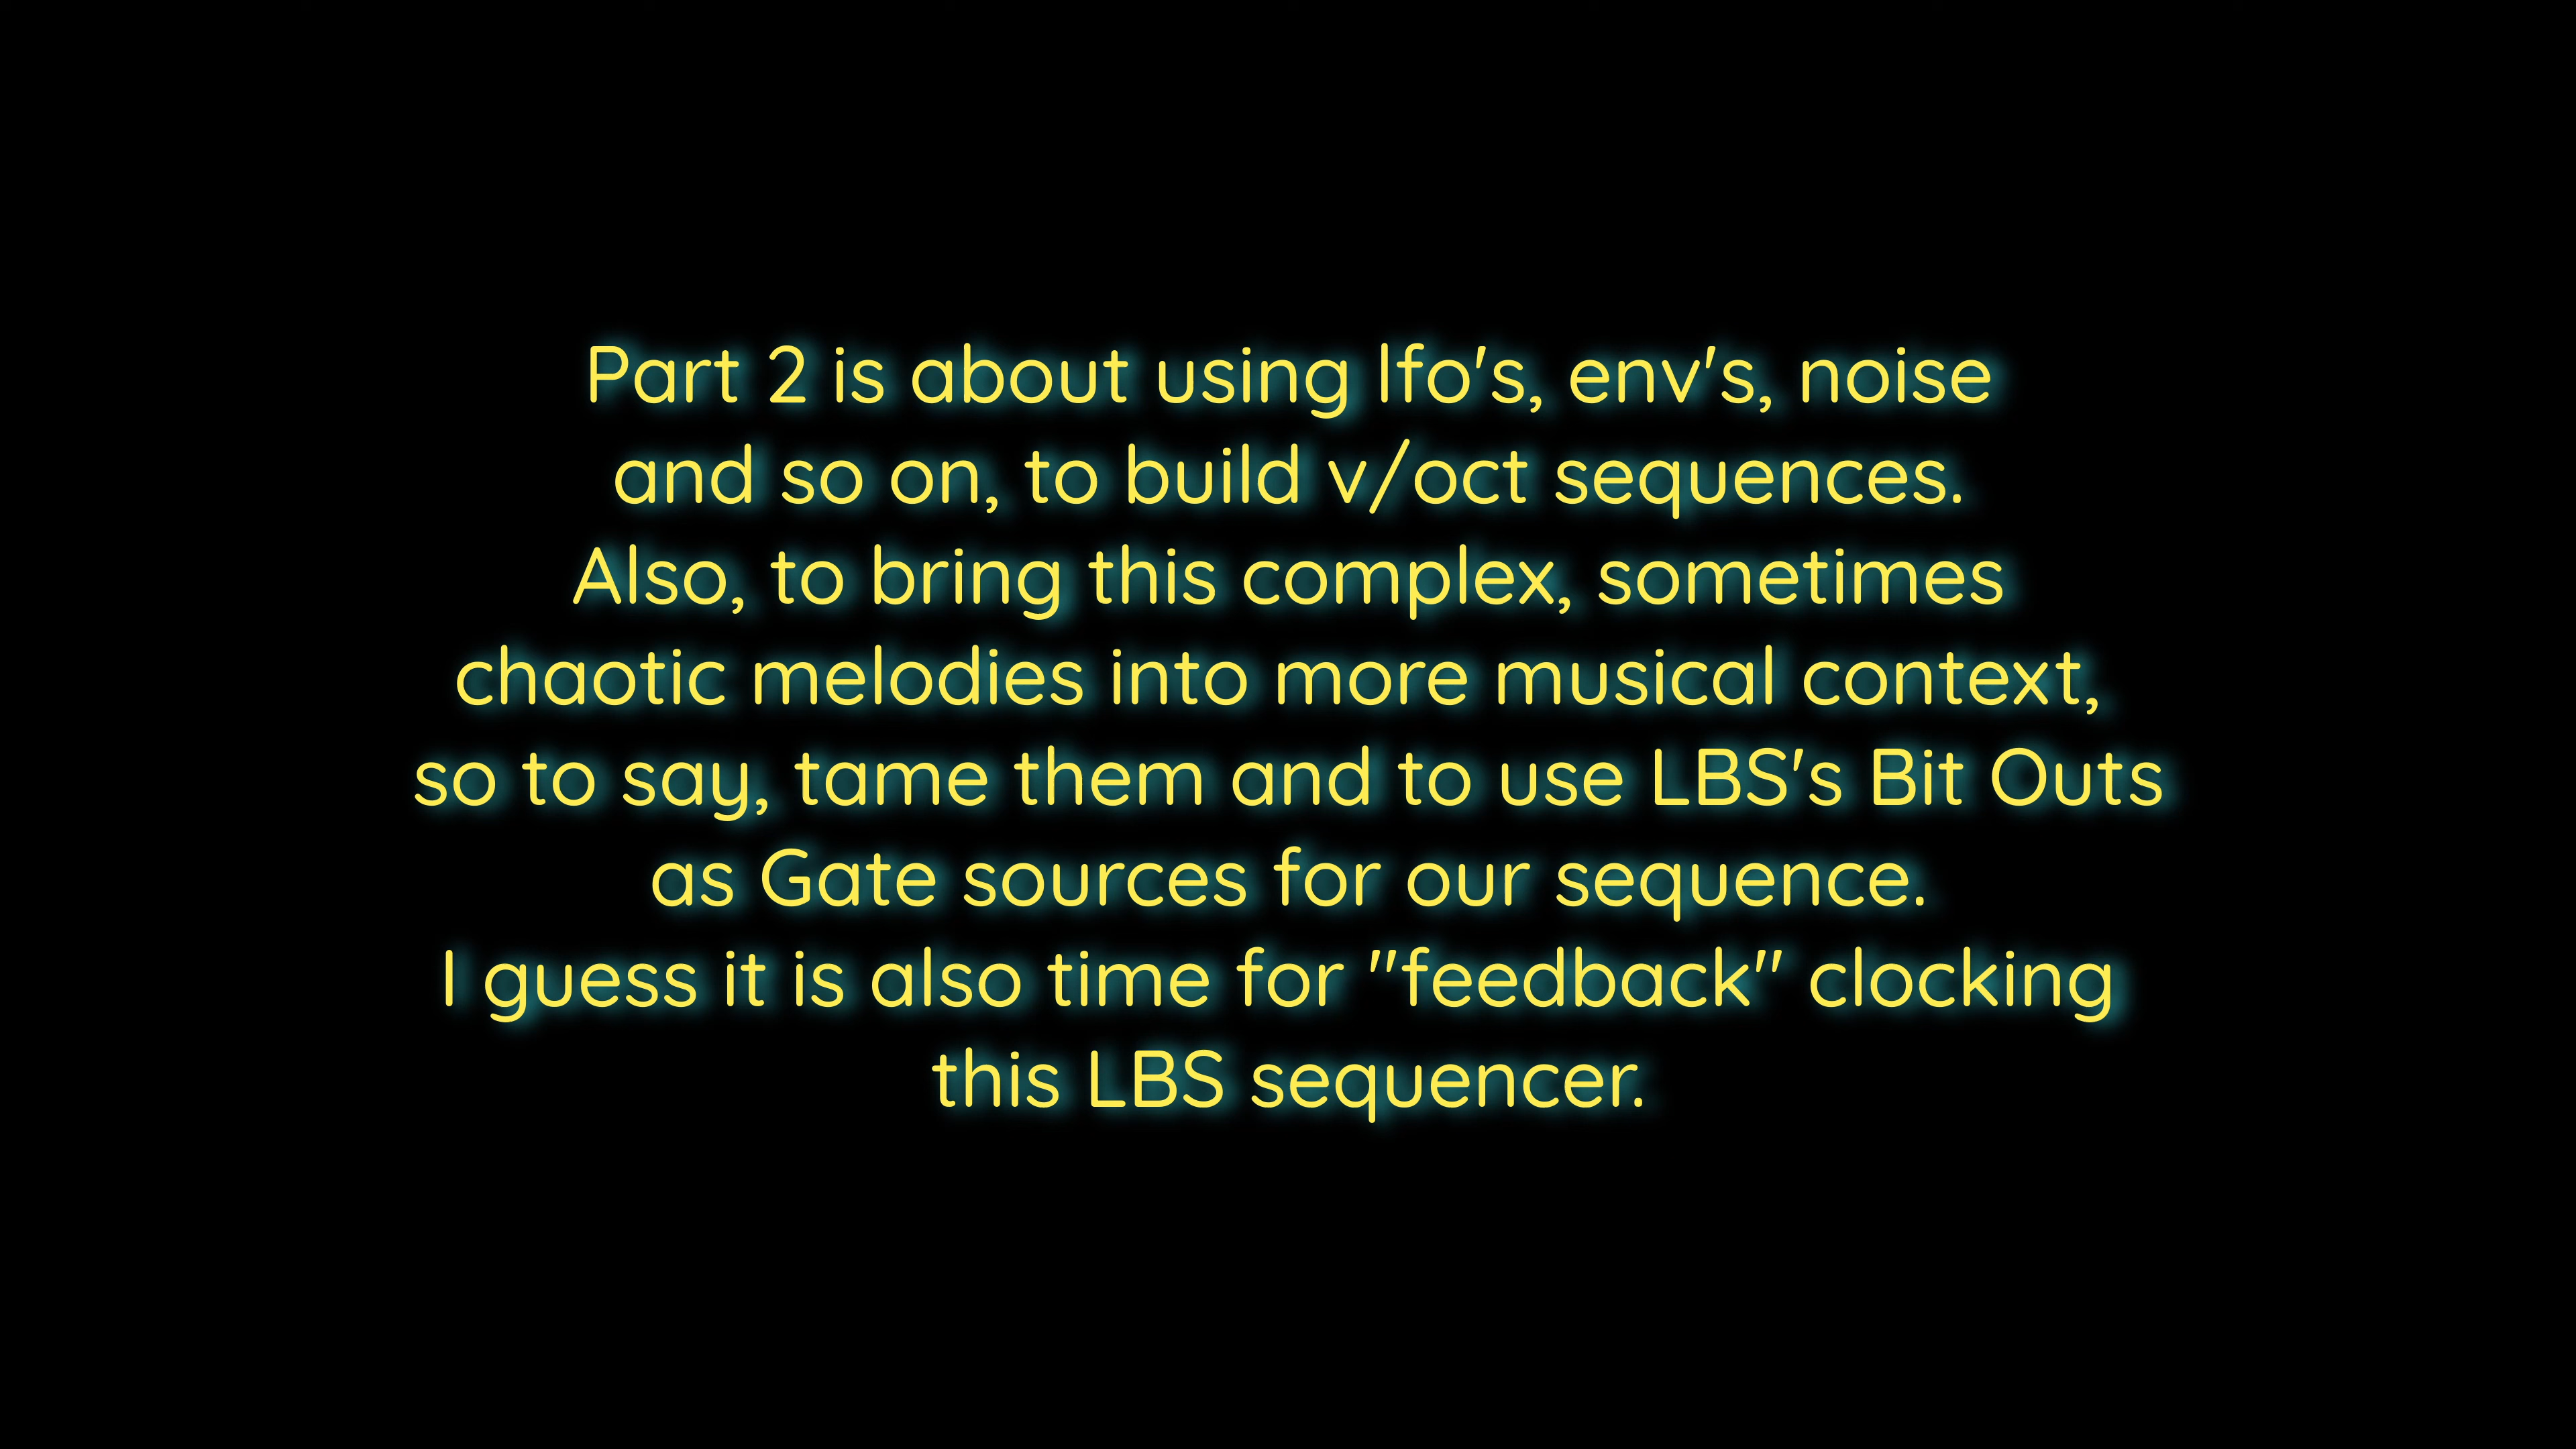 Part 2 is about using lfo's, env's, noise
and so on, to build v/oct sequences.
Also, to bring this complex, sometimes
chaotic melodies into more musical context,
so to say, tame them and to use LBS's Bit Outs
as Gate sources for our sequence.
I guess it is also time for "feedback" clocking
this LBS sequencer.